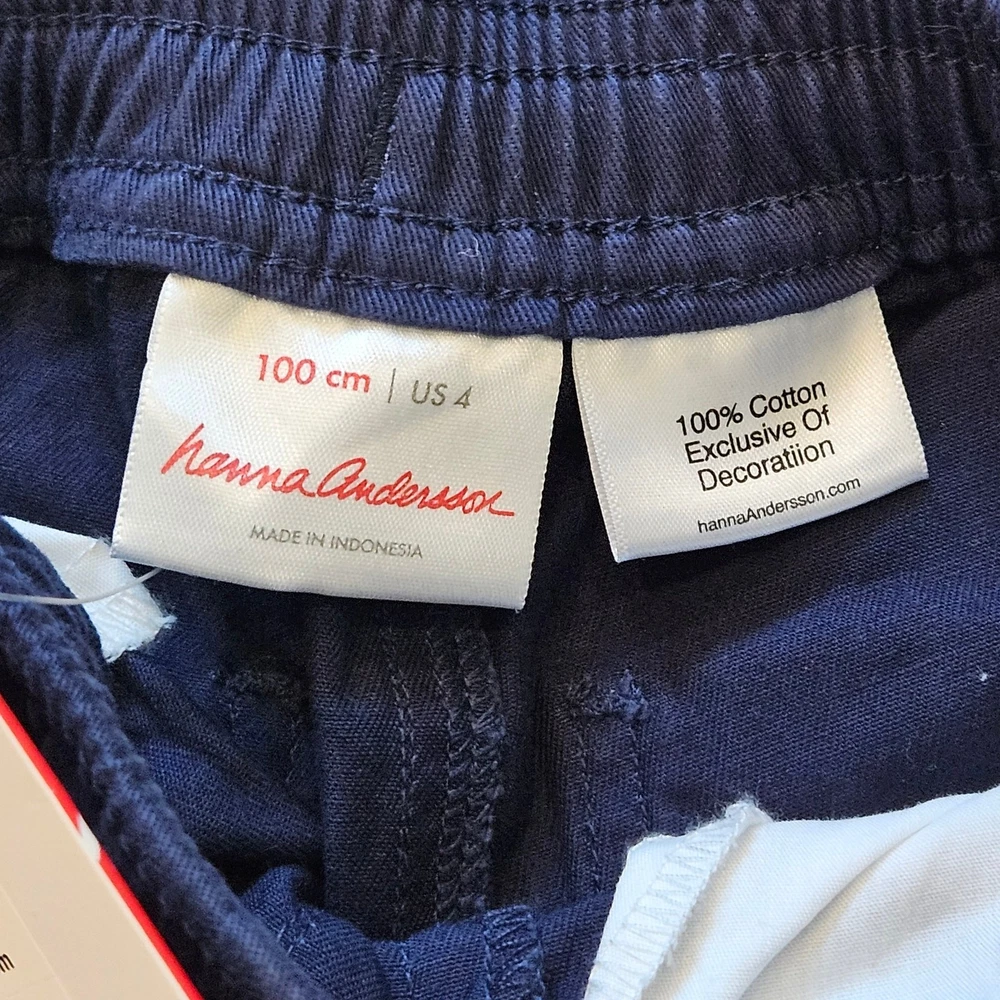 100 cm | US 4
hanna Andersson
MADE IN INDONESIA
100% Cotton
Exclusive Of
Decoratiion
hannaAndersson.com